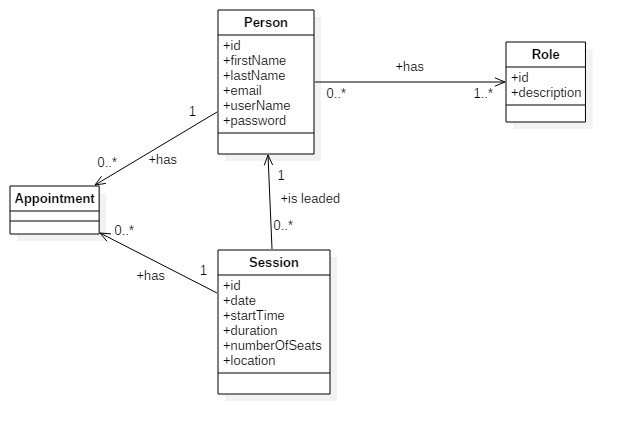 Person
+id
+firstName
+lastName
+email
+userName
+password
+has
0..*
1..*
Role
+id
+description
1
+has
0..*
Appointment
0..*
+has
1
1
+is leaded
0..*
Session
+id
+date
+startTime
+duration
+numberOfSeats
+location